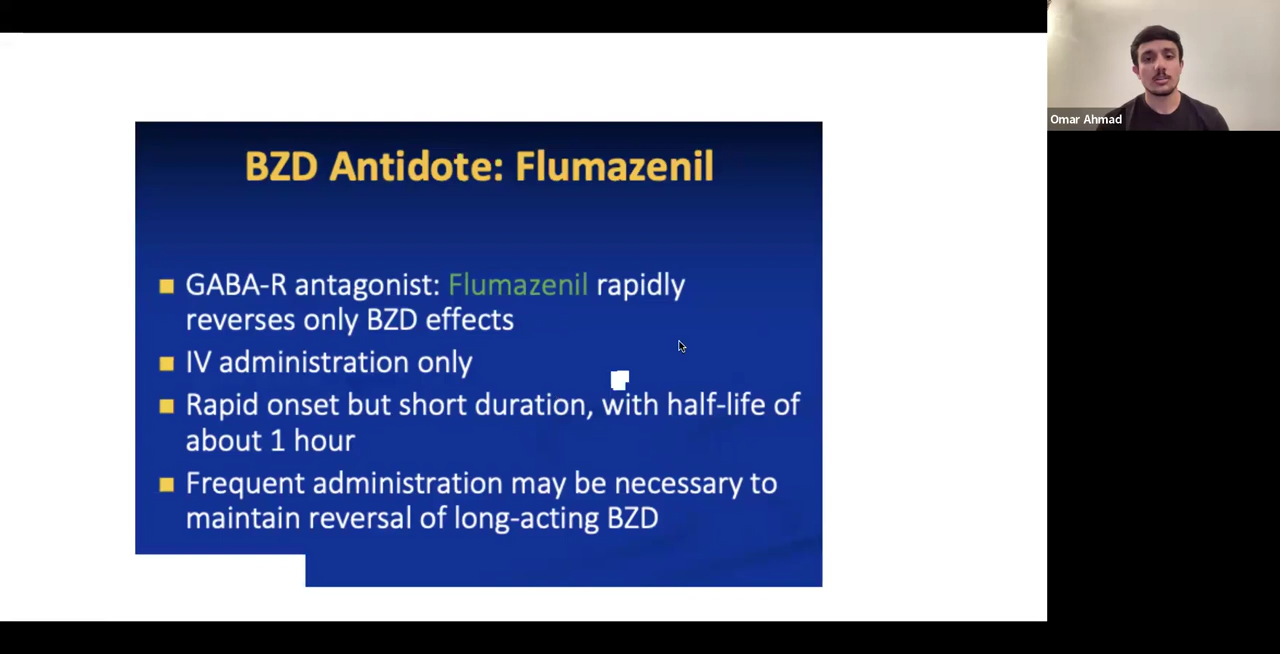 Omar Ahmad
BZD Antidote: Flumazenil
GABA-R antagonist: Flumazenil rapidly
reverses only BZD effects
IV administration only
Rapid onset but short duration, with half-life of
about 1 hour
Frequent administration may be necessary to
maintain reversal of long-acting BZD